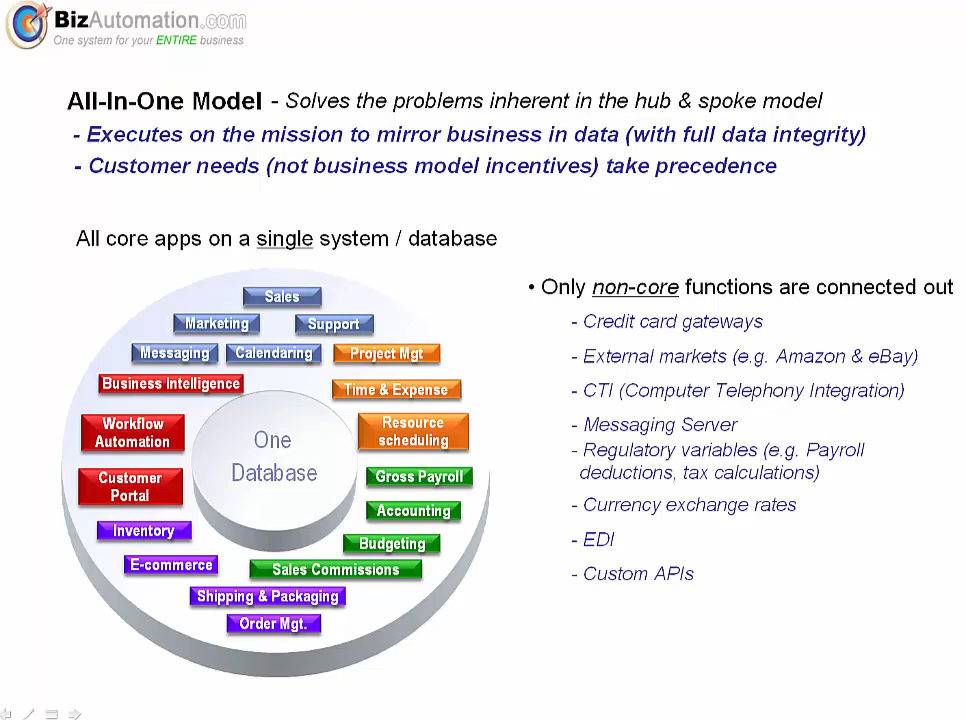 BizAutomation.com
One system for your ENTIRE business
All-In-One Model - Solves the problems inherent in the hub & spoke model
- Executes on the mission to mirror business in data (with full data integrity)
- Customer needs (not business model incentives) take precedence
All core apps on a single system / database
Sales
Marketing
Support
Messaging
Calendaring
Project Mgt
Business Intelligence
Time & Expense
Workflow
Automation
Resource
scheduling
One
Database
Customer
Portal
Gross Payroll
Accounting
Inventory
Budgeting
E-commerce
Sales Commissions
Shipping & Packaging
Order Mgt.
• Only non-core functions are connected out
- Credit card gateways
- External markets (e.g. Amazon & eBay)
- CTI (Computer Telephony Integration)
- Messaging Server
- Regulatory variables (e.g. Payroll
deductions, tax calculations)
- Currency exchange rates
- EDI
- Custom APIs